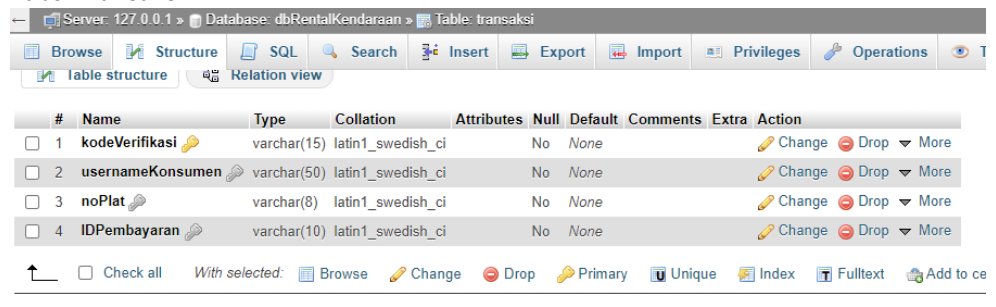 Server: 127.0.0.1 » Database: dbRentalKendaraan » Table: transaksi
Browse Structure SQL Search Insert Export Import Privileges Operations
Table structure Relation view
# Name Type Collation Attributes Null Default Comments Extra Action
1 kodeVerifikasi varchar(15) latin1_swedish_ci No None Change Drop More
2 usernameKonsumen varchar(50) latin1_swedish_ci No None Change Drop More
3 noPlat varchar(8) latin1_swedish_ci No None Change Drop More
4 IDPembayaran varchar(10) latin1_swedish_ci No None Change Drop More
Check all With selected: Browse Change Drop Primary Unique Index Fulltext Add to ce